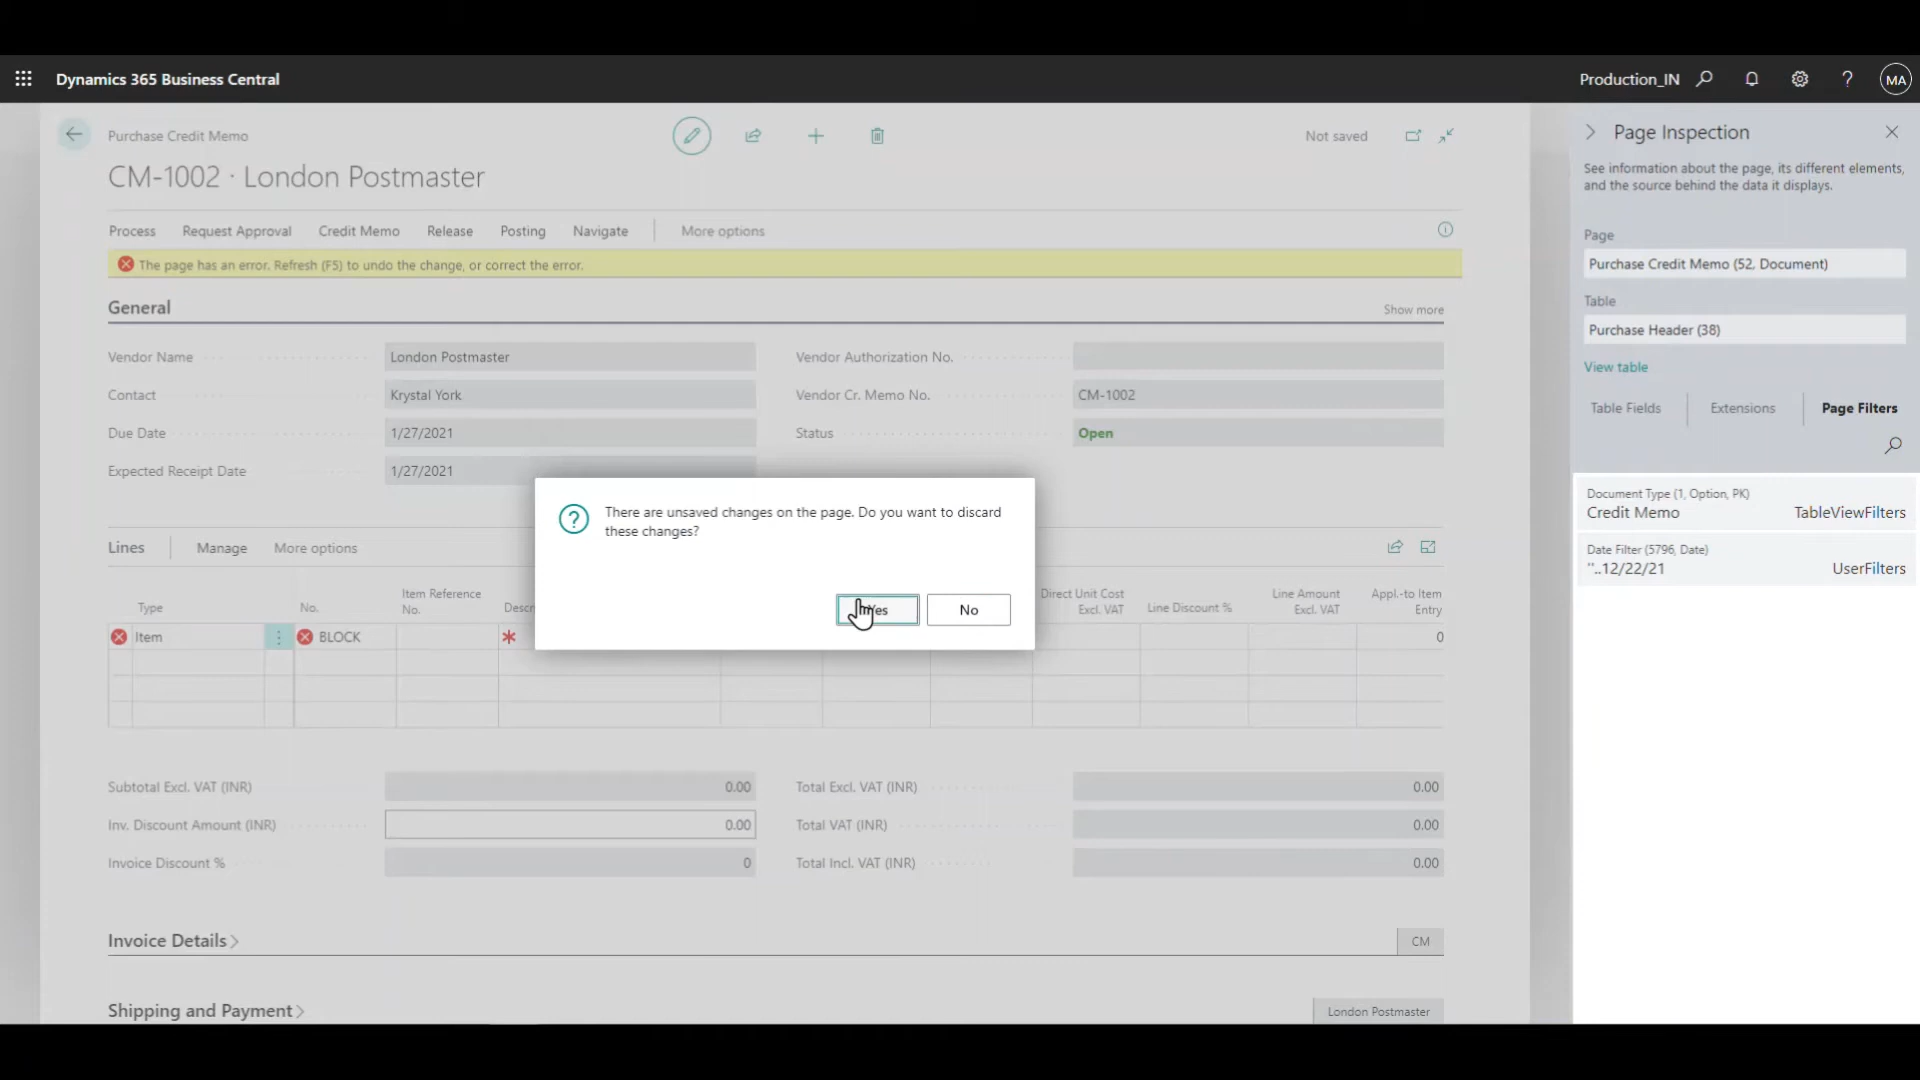 Dynamics 365 Business Central
Production_IN
MA
Purchase Credit Memo
Not saved
CM-1002 · London Postmaster
Process Request Approval Credit Memo Release Posting Navigate More options
The page has an error. Refresh (F5) to undo the change, or correct the error.
General
Show more
Vendor Name London Postmaster
Vendor Authorization No.
Contact Krystal York
Vendor Cr. Memo No. CM-1002
Due Date 1/27/2021
Status Open
Expected Receipt Date 1/27/2021
There are unsaved changes on the page. Do you want to discard
these changes?
Yes No
Lines Manage More options
Type
No.
Item Reference
No.
Direct Unit Cost
Excl. VAT
Line Discount %
Line Amount
Excl. VAT
Appl.-to Item
Entry
Item BLOCK 0
Subtotal Excl. VAT (INR) 0.00
Total Excl. VAT (INR) 0.00
Inv. Discount Amount (INR) 0.00
Total VAT (INR) 0.00
Invoice Discount % 0
Total Incl. VAT (INR) 0.00
Invoice Details
CM
Shipping and Payment
London Postmaster
Page Inspection
See information about the page, its different elements,
and the source behind the data it displays.
Page
Purchase Credit Memo (52, Document)
Table
Purchase Header (38)
View table
Table Fields Extensions Page Filters
Document Type (1, Option, PK)
Credit Memo TableViewFilters
Date Filter (5796, Date)
''..12/22/21 UserFilters